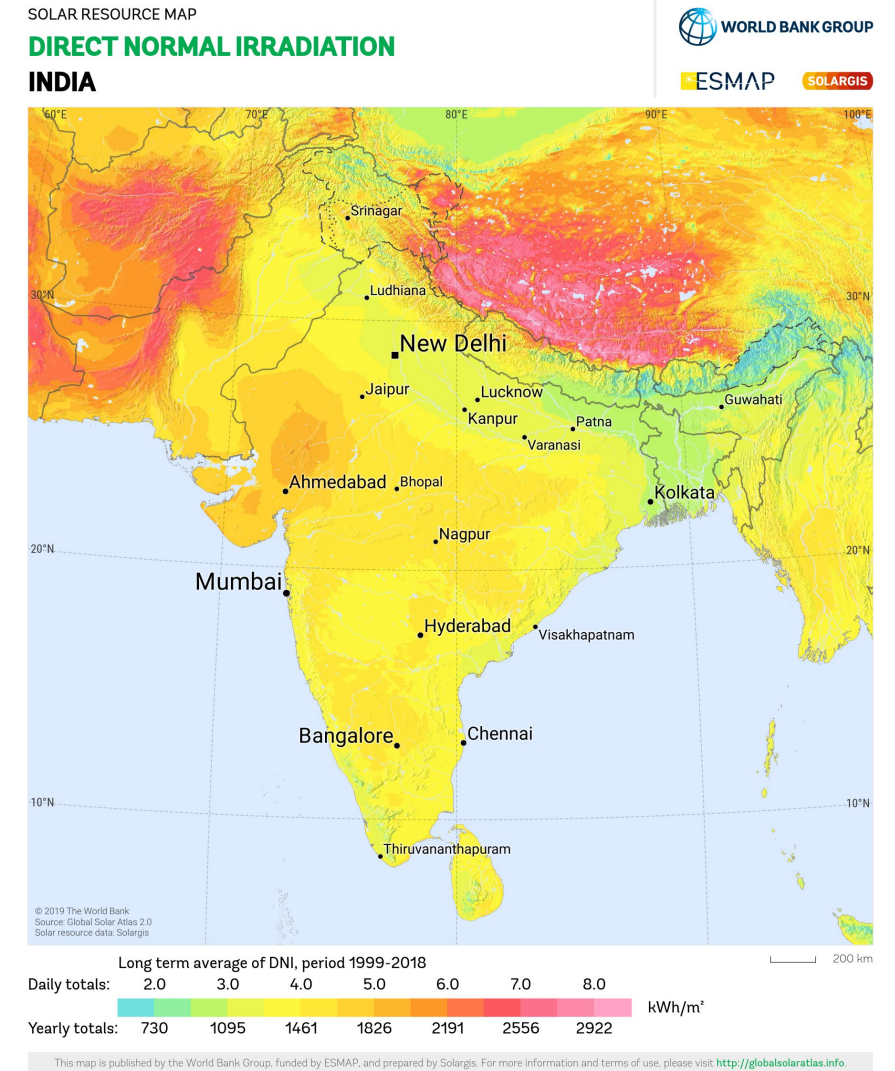 SOLAR RESOURCE MAP
DIRECT NORMAL IRRADIATION
INDIA
WORLD BANK GROUP
ESMAP
SOLARGIS
60°E 70°E 80°E 90°E 100°E
Srinagar
Ludhiana
30°N 30°N
New Delhi
Jaipur
Lucknow
Guwahati
Kanpur
Patna
Varanasi
Ahmedabad
Bhopal
Kolkata
Nagpur
20°N 20°N
Mumbai
Hyderabad
Visakhapatnam
Bangalore
Chennai
10°N 10°N
Thiruvananthapuram
© 2019 The World Bank
Source: Global Solar Atlas 2.0
Solar resource data: Solargis
200 km
Long term average of DNI, period 1999-2018
Daily totals: 2.0 3.0 4.0 5.0 6.0 7.0 8.0
kWh/m²
Yearly totals: 730 1095 1461 1826 2191 2556 2922
This map is published by the World Bank Group, funded by ESMAP, and prepared by Solargis. For more information and terms of use, please visit http://globalsolaratlas.info.